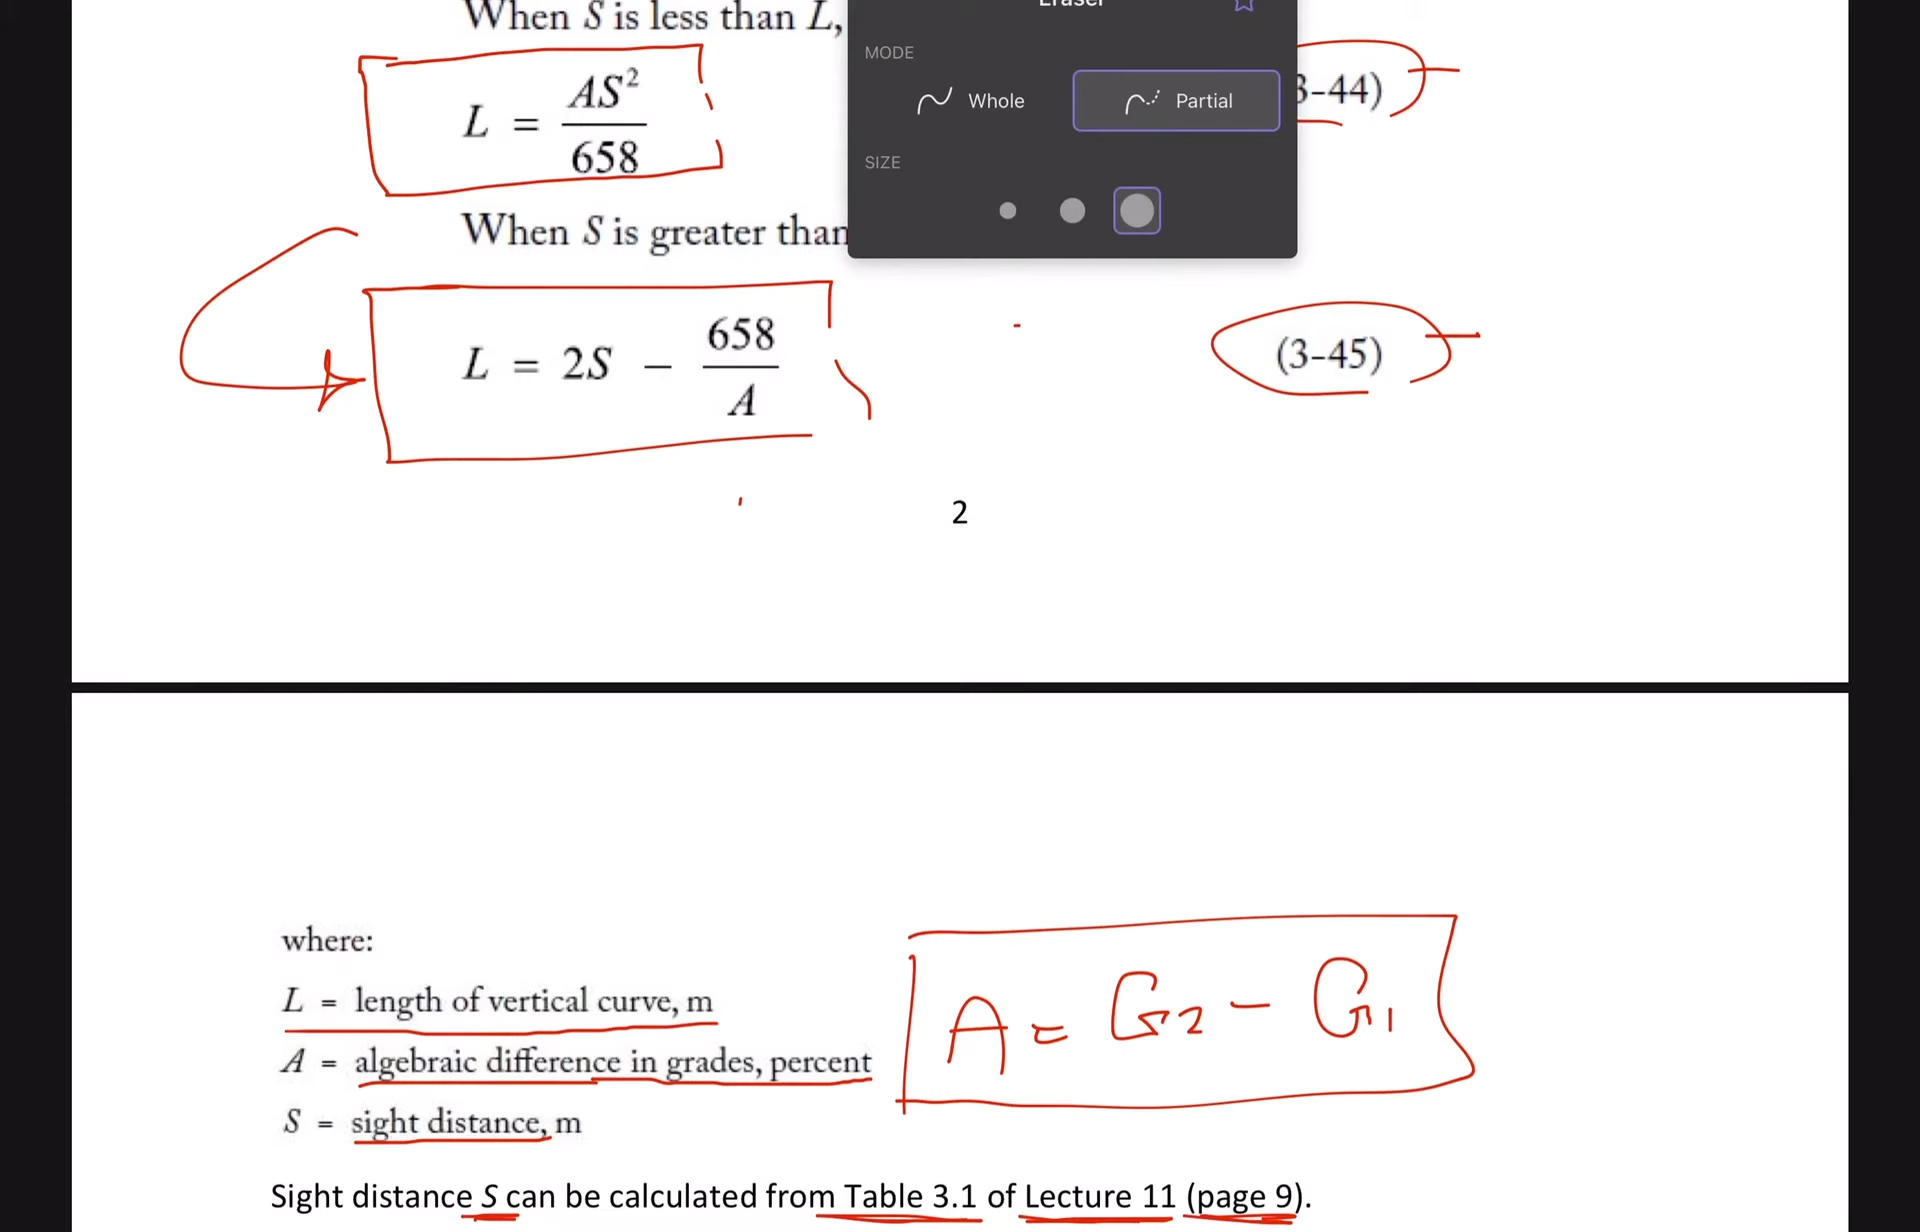 When S is less than L,
Eraser
MODE
Whole
Partial
SIZE
L = AS²/658
3-44)
When S is greater than
L = 2S − 658/A
(3-45)
2
where:
L = length of vertical curve, m
A = algebraic difference in grades, percent
A = G2 - G1
S = sight distance, m
Sight distance S can be calculated from Table 3.1 of Lecture 11 (page 9).